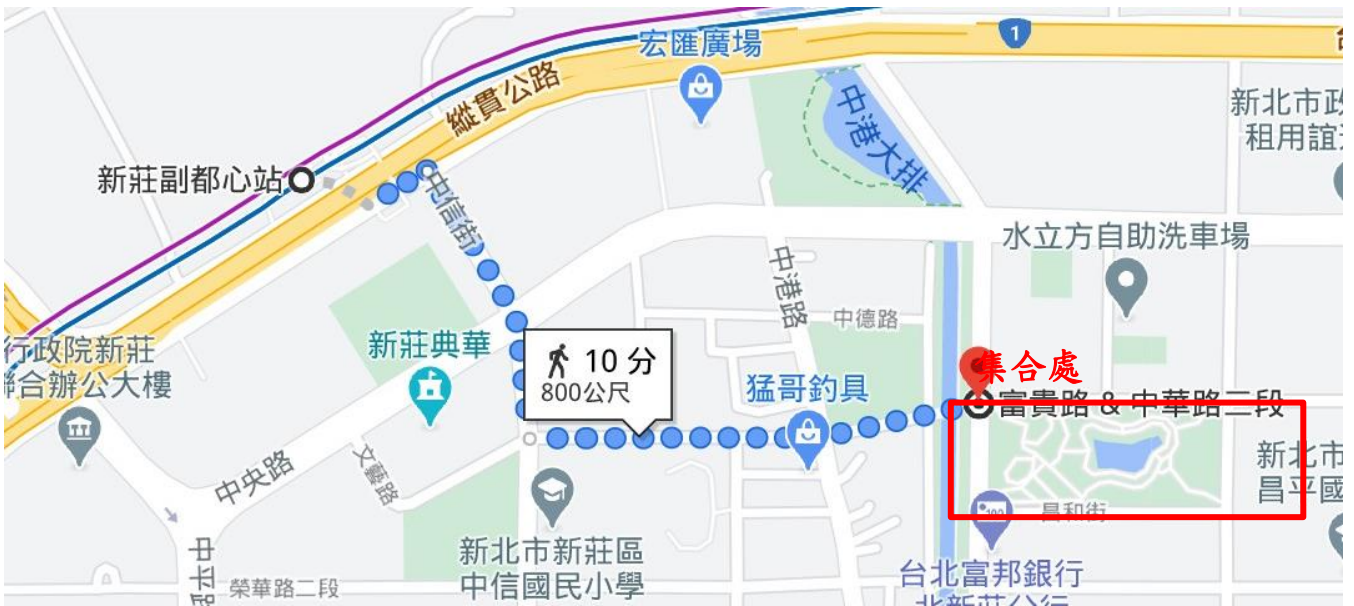 宏匯廣場
1
縱貫公路
中港大排
新北市政
租用誼
新莊副都心站
中信街
水立方自助洗車場
中港路
中德路
行政院新莊
聯合辦公大樓
新莊典華
10 分
800公尺
猛哥釣具
集合處
富貴路 & 中華路二段
中央路
文藝路
新北市
昌平國
昌和街
新北市新莊區
中信國民小學
台北富邦銀行
北新莊分行
榮華路二段